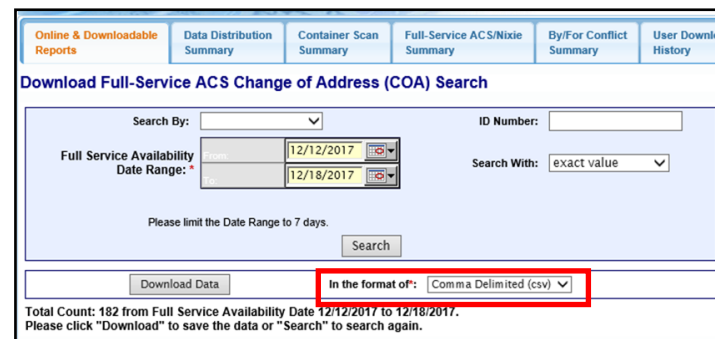 Online & Downloadable Reports
Data Distribution Summary
Container Scan Summary
Full-Service ACS/Nixie Summary
By/For Conflict Summary
User Downl
History
Download Full-Service ACS Change of Address (COA) Search
Search By:
ID Number:
Full Service Availability Date Range: *
From:
12/12/2017
To:
12/18/2017
Search With:
exact value
Please limit the Date Range to 7 days.
Search
Download Data
In the format of*:
Comma Delimited (csv)
Total Count: 182 from Full Service Availability Date 12/12/2017 to 12/18/2017.
Please click "Download" to save the data or "Search" to search again.